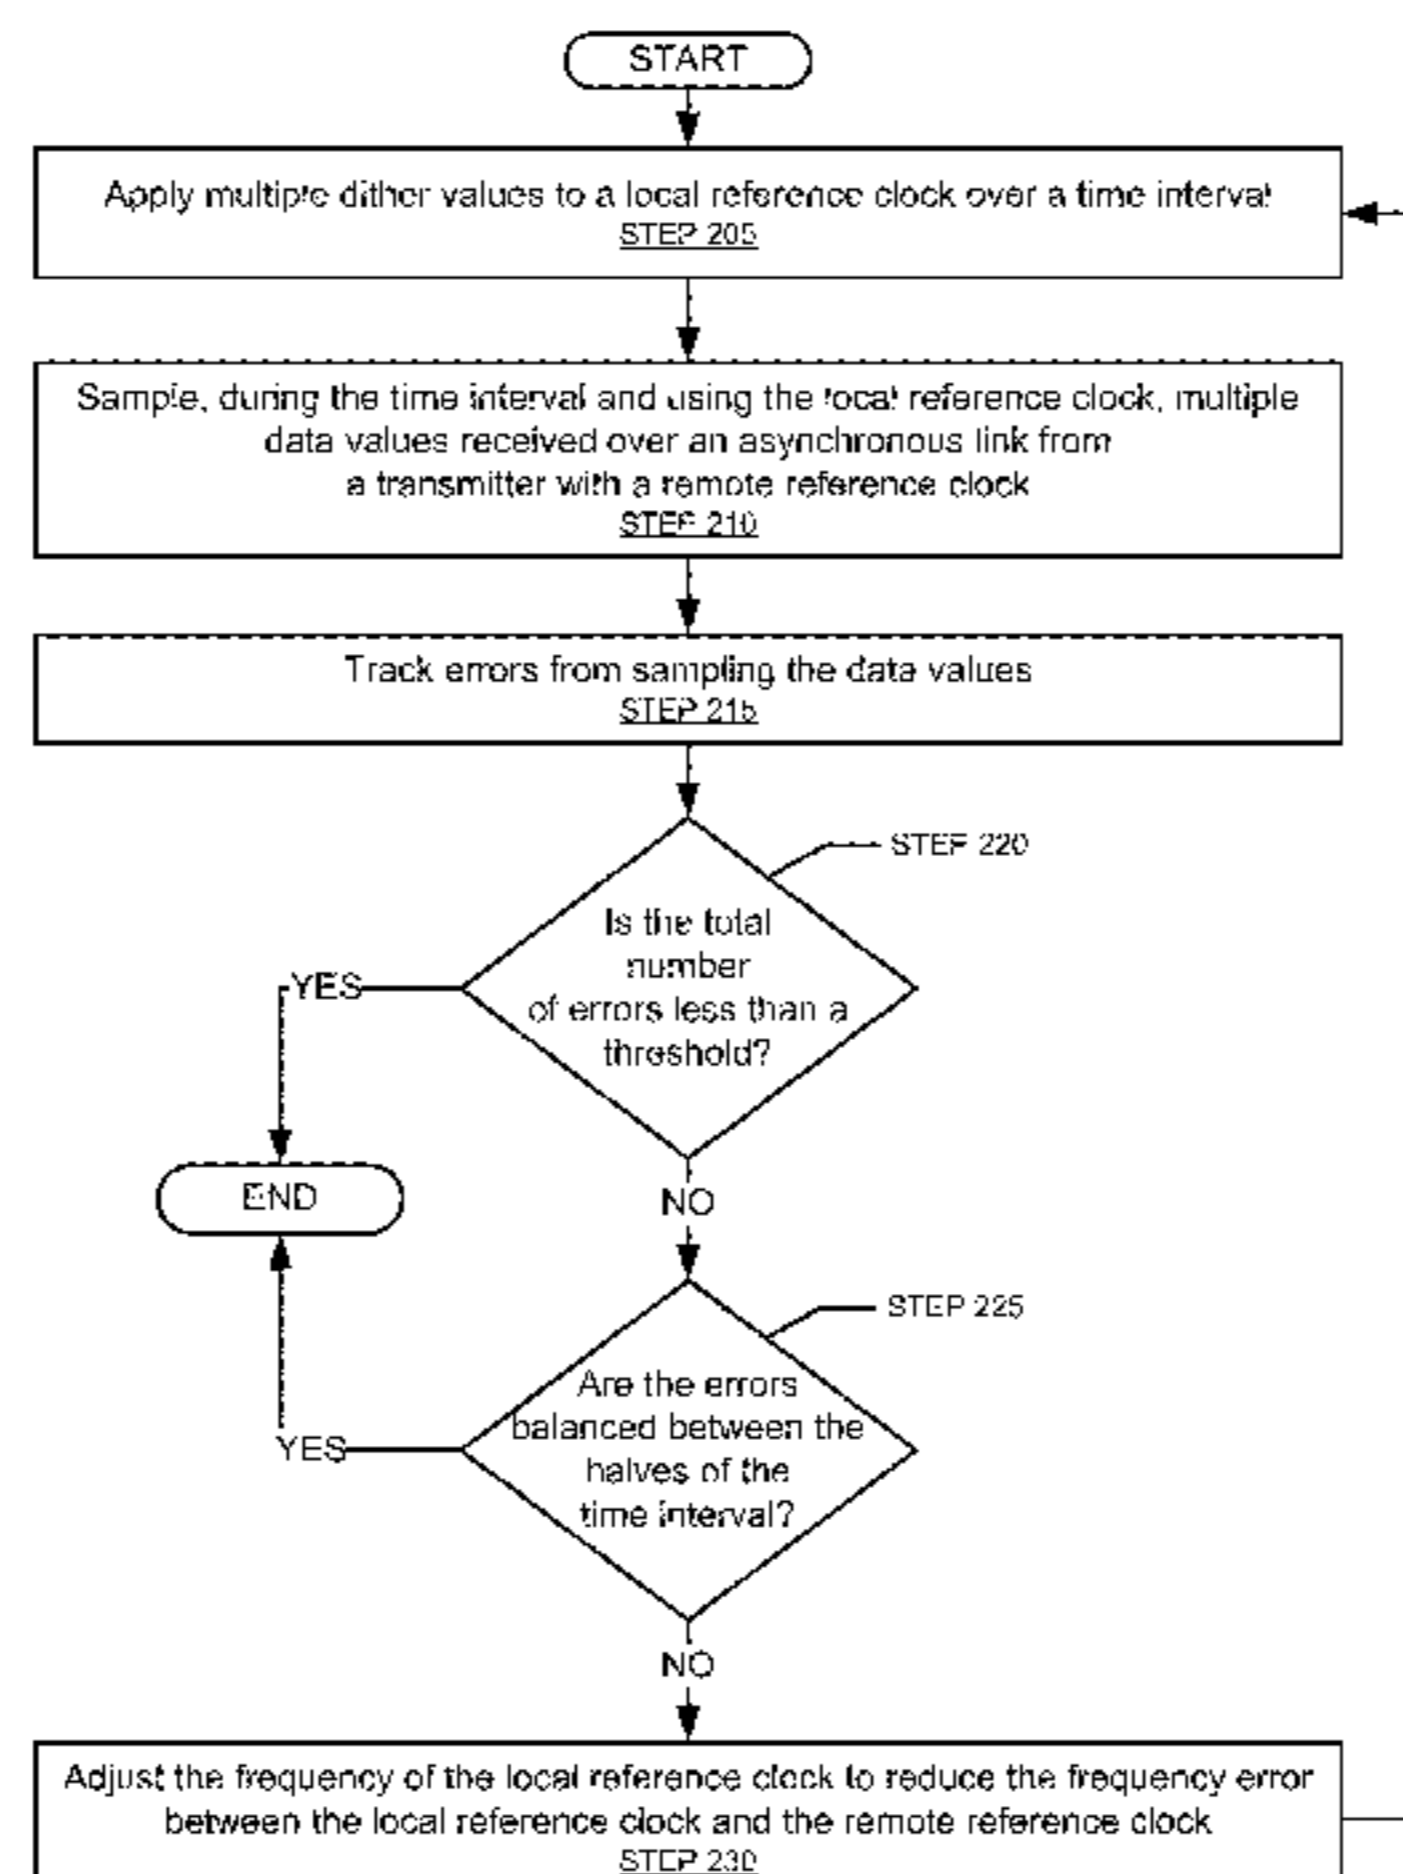 START
Apply multiple dither values to a local reference clock over a time interval
STEP 205
Sample, during the time interval and using the local reference clock, multiple
data values received over an asynchronous link from
a transmitter with a remote reference clock
STEP 210
Track errors from sampling the data values
STEP 215
STEP 220
Is the total
number
of errors less than a
threshold?
YES
END
NO
STEP 225
Are the errors
balanced between the
halves of the
time interval?
YES
NO
Adjust the frequency of the local reference clock to reduce the frequency error
between the local reference clock and the remote reference clock
STEP 230